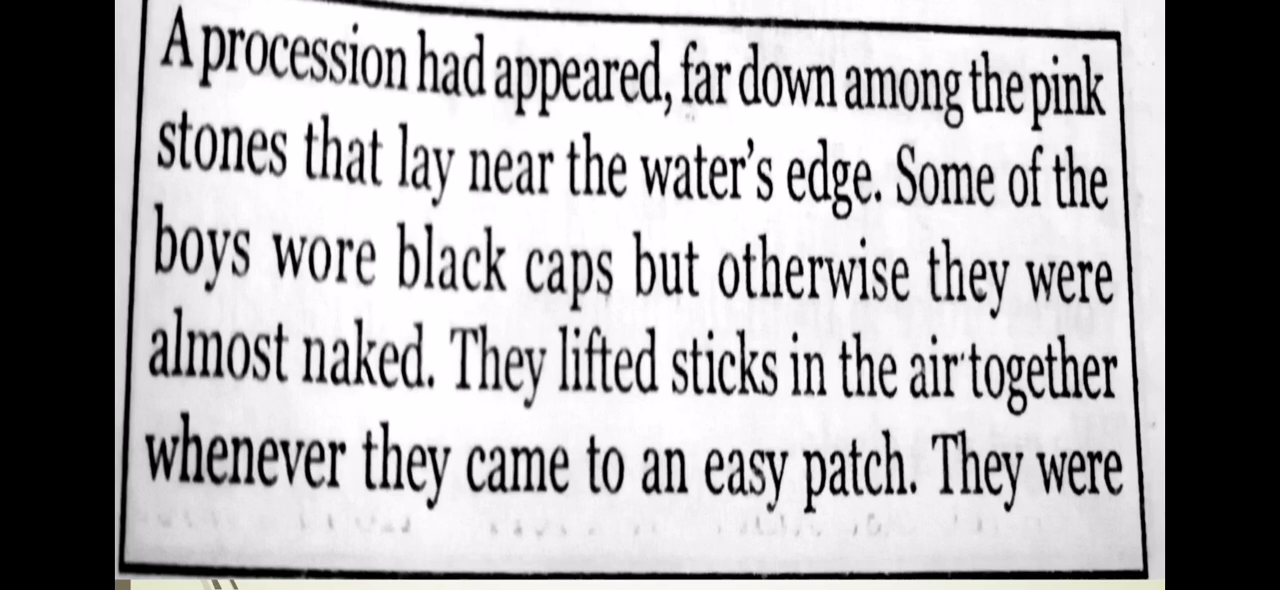 A procession had appeared, far down among the pink
stones that lay near the water's edge. Some of the
boys wore black caps but otherwise they were
almost naked. They lifted sticks in the air together
whenever they came to an easy patch. They were